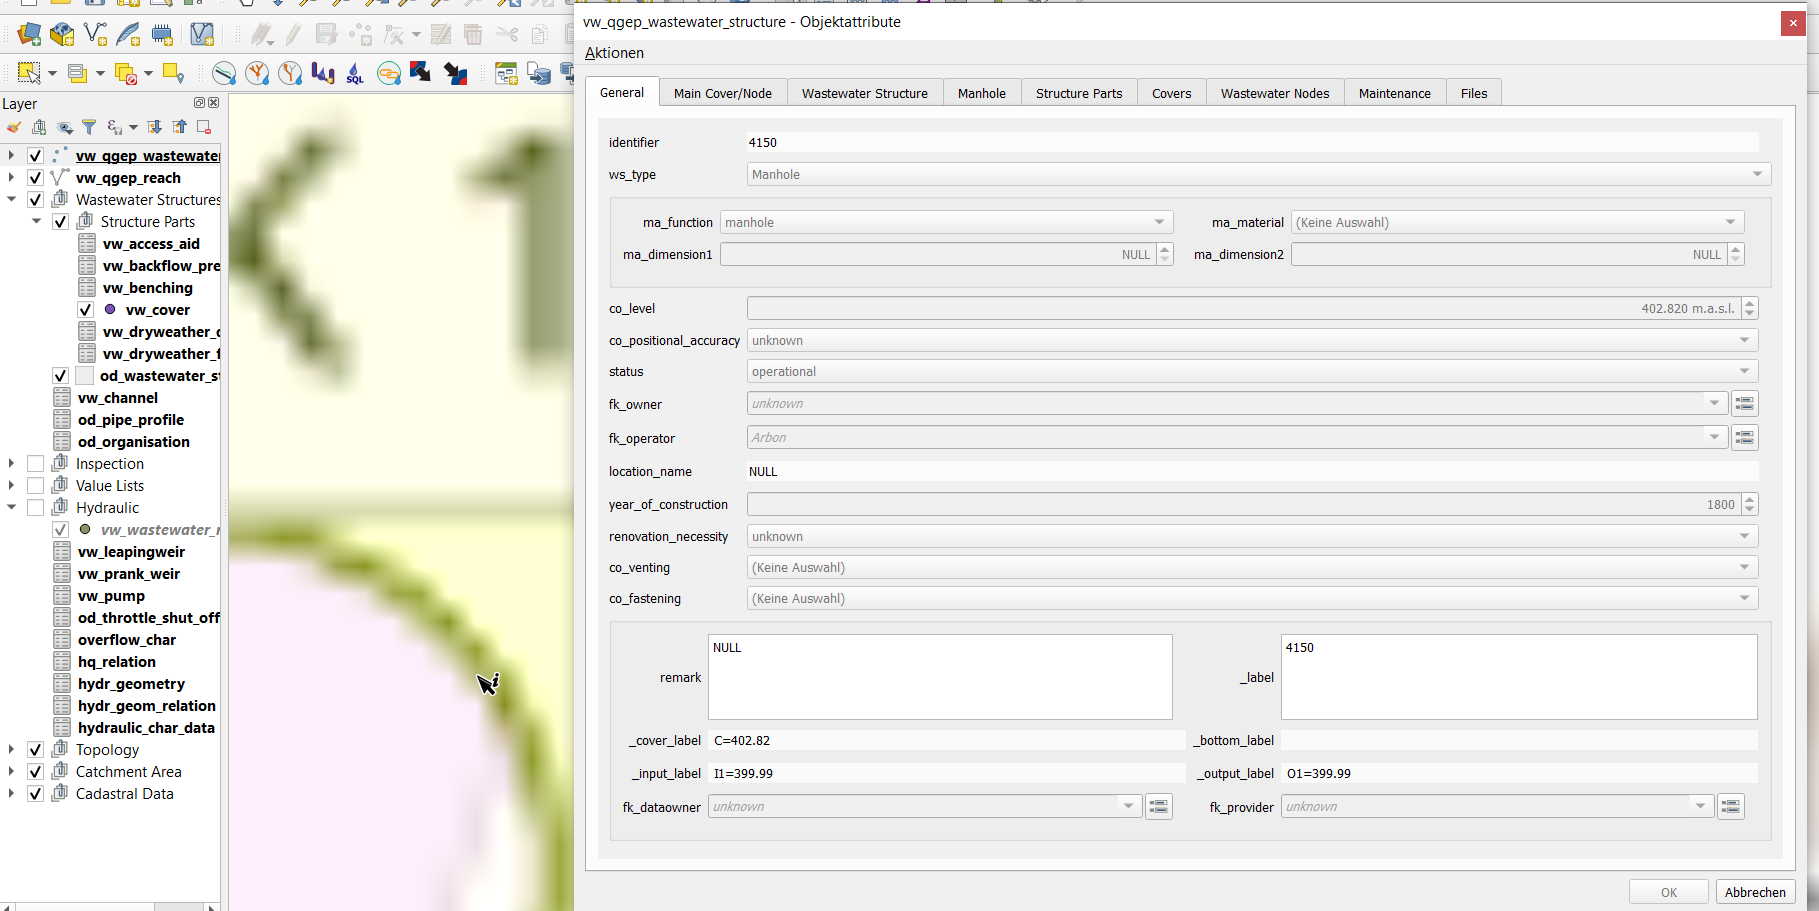 vw_qgep_wastewater_structure - Objektattribute
Aktionen
General
Main Cover/Node
Wastewater Structure
Manhole
Structure Parts
Covers
Wastewater Nodes
Maintenance
Files
SQL
Layer
vw_qgep_wastewater
vw_qgep_reach
Wastewater Structures
Structure Parts
vw_access_aid
vw_backflow_pre
vw_benching
vw_cover
vw_dryweather_
vw_dryweather_f
od_wastewater_st
vw_channel
od_pipe_profile
od_organisation
Inspection
Value Lists
Hydraulic
vw_wastewater_r
vw_leapingweir
vw_prank_weir
vw_pump
od_throttle_shut_off
overflow_char
hq_relation
hydr_geometry
hydr_geom_relation
hydraulic_char_data
Topology
Catchment Area
Cadastral Data
identifier 4150
ws_type Manhole
ma_function manhole
ma_material (Keine Auswahl)
ma_dimension1 NULL
ma_dimension2 NULL
co_level 402.820 m.a.s.l.
co_positional_accuracy unknown
status operational
fk_owner unknown
fk_operator Arbon
location_name NULL
year_of_construction 1800
renovation_necessity unknown
co_venting (Keine Auswahl)
co_fastening (Keine Auswahl)
remark NULL
_label 4150
_cover_label C=402.82
_bottom_label
_input_label I1=399.99
_output_label O1=399.99
fk_dataowner unknown
fk_provider unknown
OK
Abbrechen